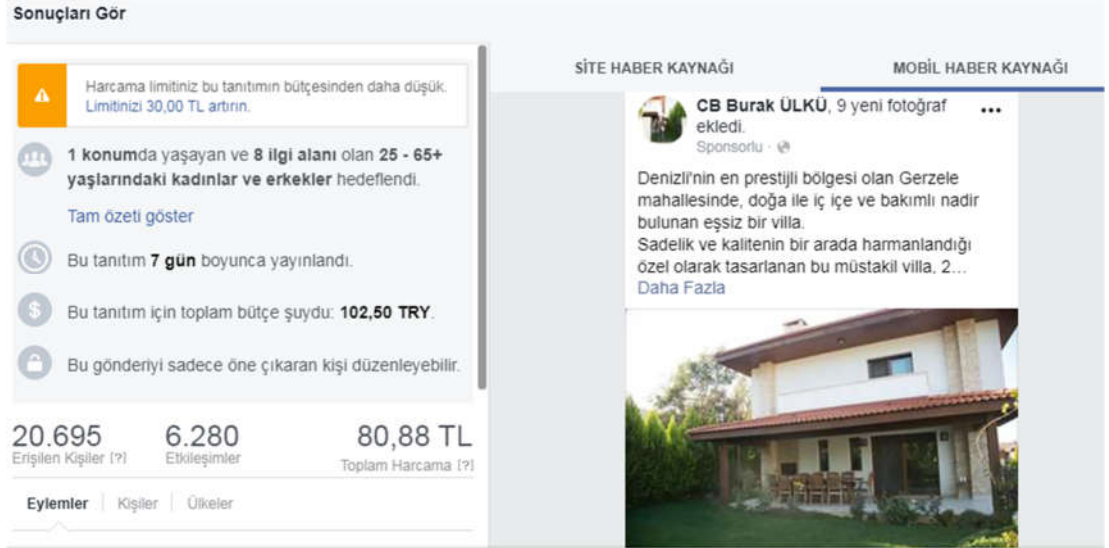 Sonuçları Gör
Harcama limitiniz bu tanıtımın bütçesinden daha düşük.
Limitinizi 30,00 TL artırın.
1 konumda yaşayan ve 8 ilgi alanı olan 25 - 65+
yaşlarındaki kadınlar ve erkekler hedeflendi.
Tam özeti göster
Bu tanıtım 7 gün boyunca yayınlandı.
Bu tanıtım için toplam bütçe şuydu: 102,50 TRY.
Bu gönderiyi sadece öne çıkaran kişi düzenleyebilir.
20.695
Erişilen Kişiler [?]
6.280
Etkileşimler
80,88 TL
Toplam Harcama [?]
Eylemler
Kişiler
Ülkeler
SİTE HABER KAYNAĞI
MOBİL HABER KAYNAĞI
CB Burak ÜLKÜ, 9 yeni fotoğraf
ekledi.
Sponsorlu ·
Denizli'nin en prestijli bölgesi olan Gerzele
mahallesinde, doğa ile iç içe ve bakımlı nadir
bulunan eşsiz bir villa.
Sadelik ve kalitenin bir arada harmanlandığı
özel olarak tasarlanan bu müstakil villa, 2...
Daha Fazla